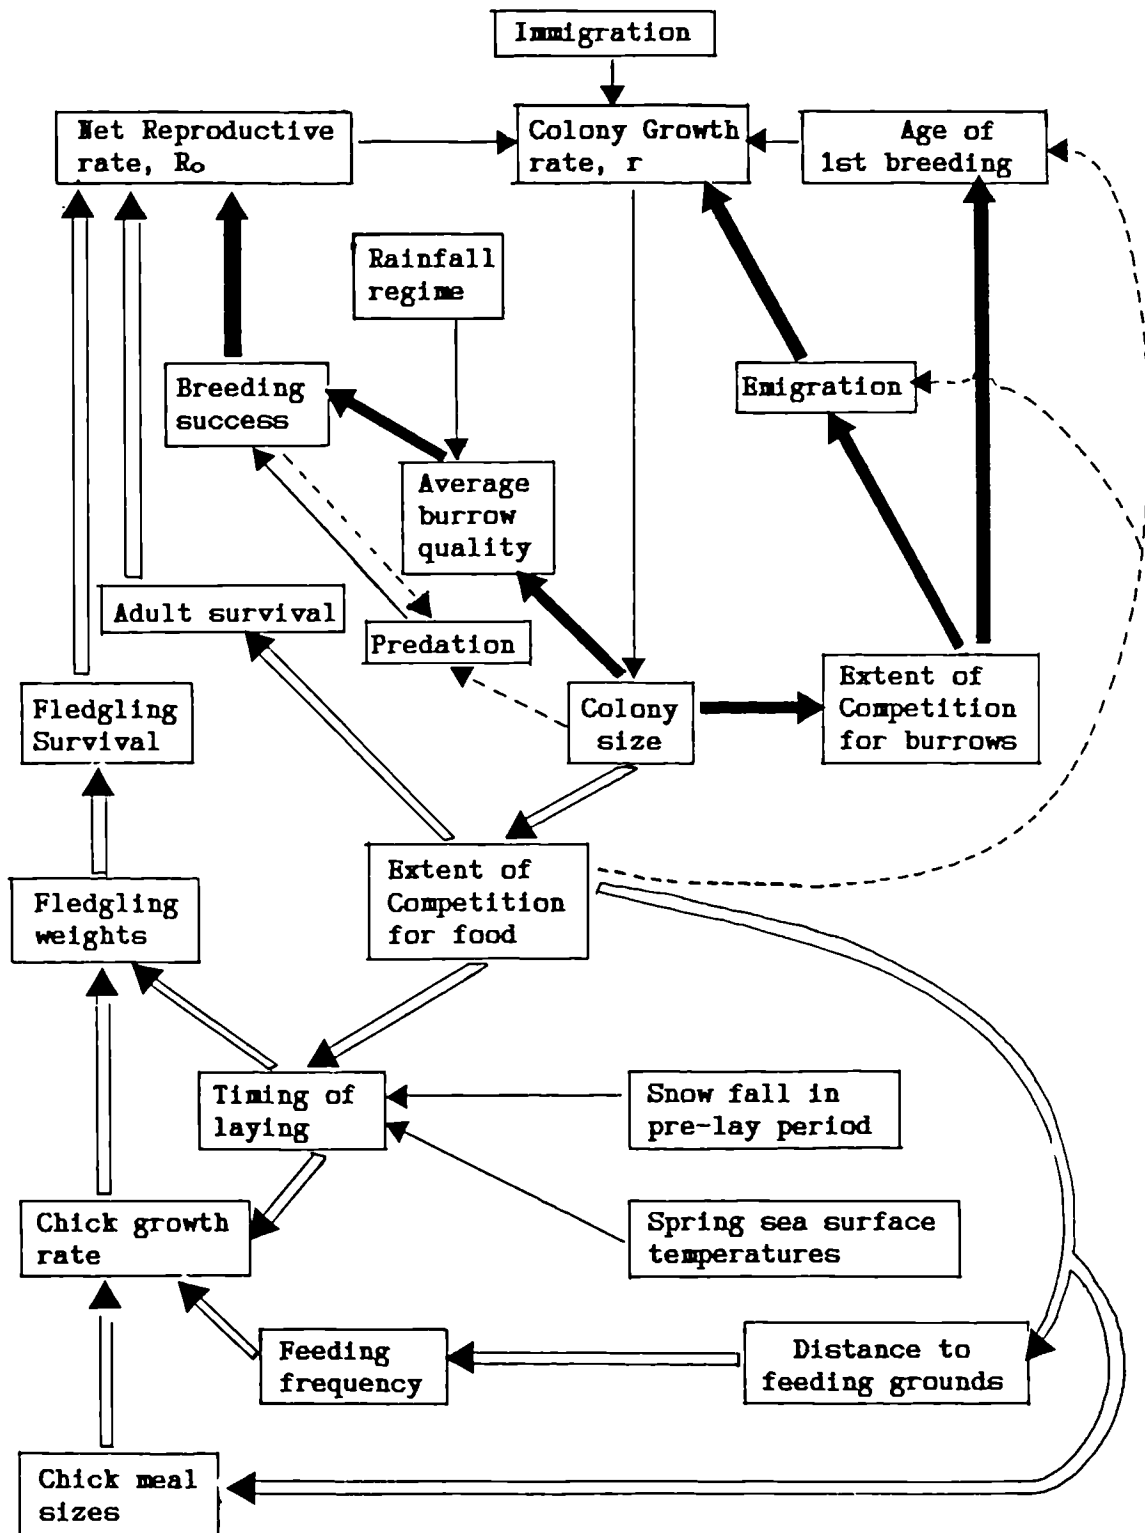 Immigration
Net Reproductive
rate, Ro
Colony Growth
rate, r
Age of
1st breeding
Rainfall
regime
Breeding
success
Emigration
Average
burrow
quality
Adult survival
Predation
Fledgling
Survival
Colony
size
Extent of
Competition
for burrows
Fledgling
weights
Extent of
Competition
for food
Timing of
laying
Snow fall in
pre-lay period
Chick growth
rate
Spring sea surface
temperatures
Feeding
frequency
Distance to
feeding grounds
Chick meal
sizes